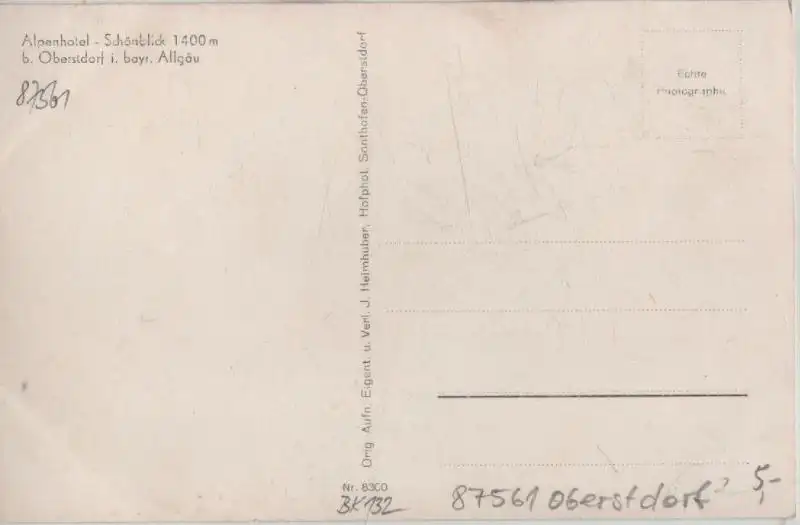 Alpenhotel - Schönblick 1400 m
b. Oberstdorf i. bayr. Allgäu
87561
Orig. Aufn. Eigent. u. Verl. J. Heimhuber, Hofphot. Sonthofen-Oberstdorf
Echte
Photographie
Nr. 8300
BK132
87561 Oberstdorf
5,-